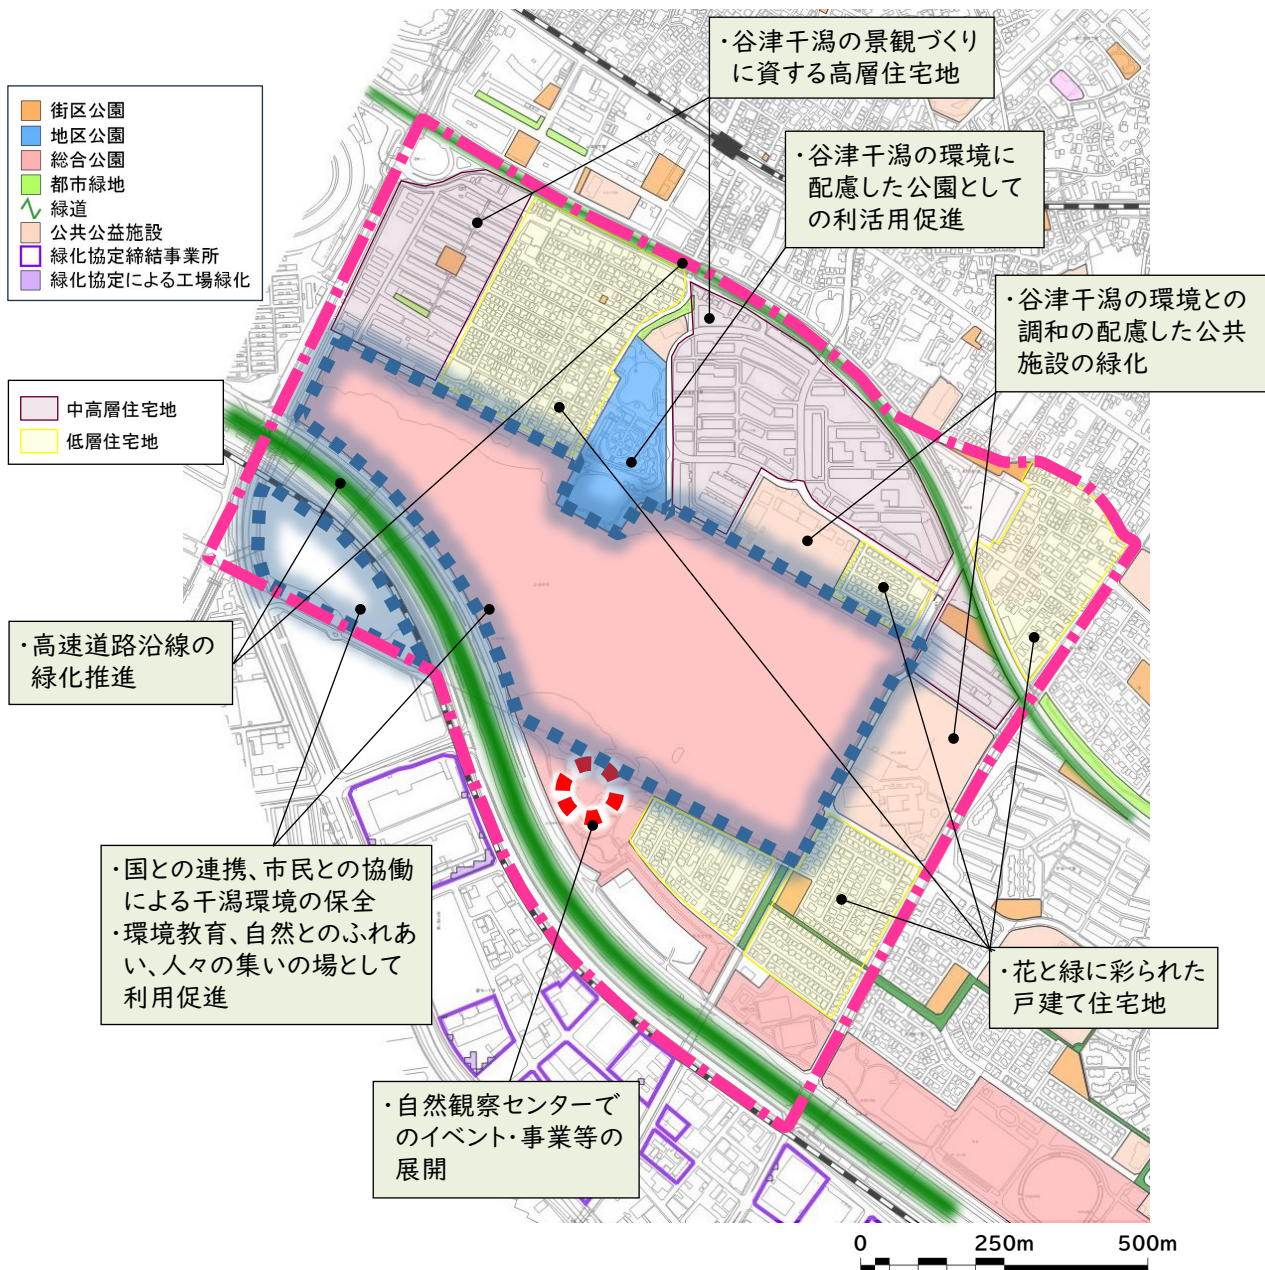 ・谷津干潟の景観づくり
に資する高層住宅地
街区公園
地区公園
総合公園
都市緑地
緑道
公共公益施設
緑化協定締結事業所
緑化協定による工場緑化
・谷津干潟の環境に
配慮した公園として
の利活用促進
・谷津干潟の環境との
調和の配慮した公共
施設の緑化
中高層住宅地
低層住宅地
・高速道路沿線の
緑化推進
・国との連携、市民との協働
による干潟環境の保全
・環境教育、自然とのふれあ
い、人々の集いの場として
利用促進
・花と緑に彩られた
戸建て住宅地
・自然観察センターで
のイベント・事業等の
展開
0 250m 500m